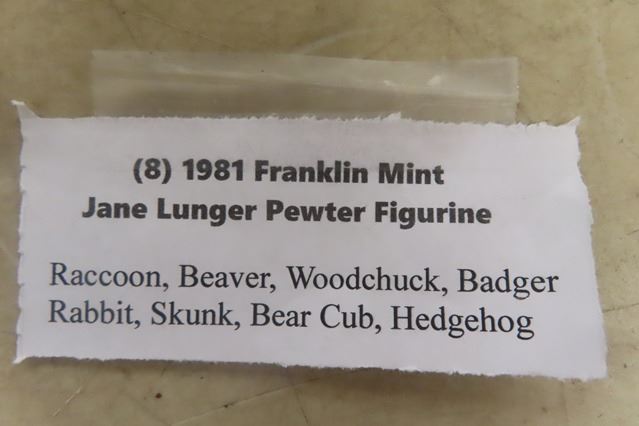 (8) 1981 Franklin Mint
Jane Lunger Pewter Figurine
Raccoon, Beaver, Woodchuck, Badger
Rabbit, Skunk, Bear Cub, Hedgehog